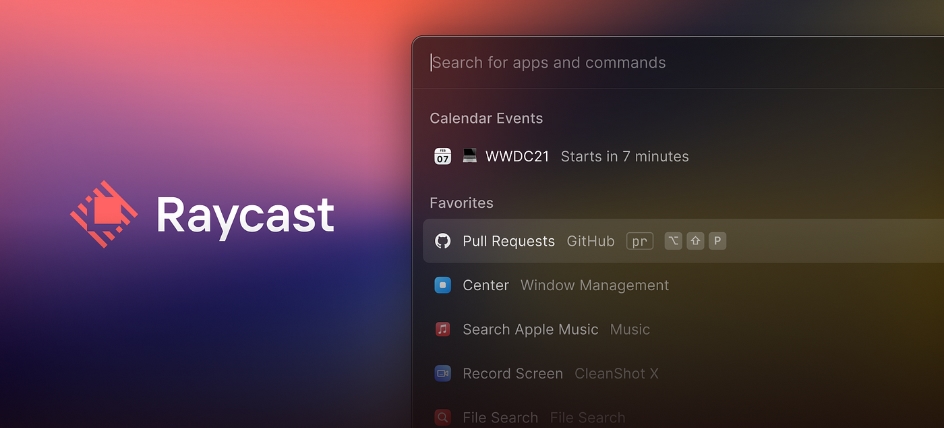 Raycast
Search for apps and commands
Calendar Events
FEB
07
WWDC21 Starts in 7 minutes
Favorites
Pull Requests GitHub pr ⌥ ⇧ P
Center Window Management
Search Apple Music Music
Record Screen CleanShot X
File Search File Search